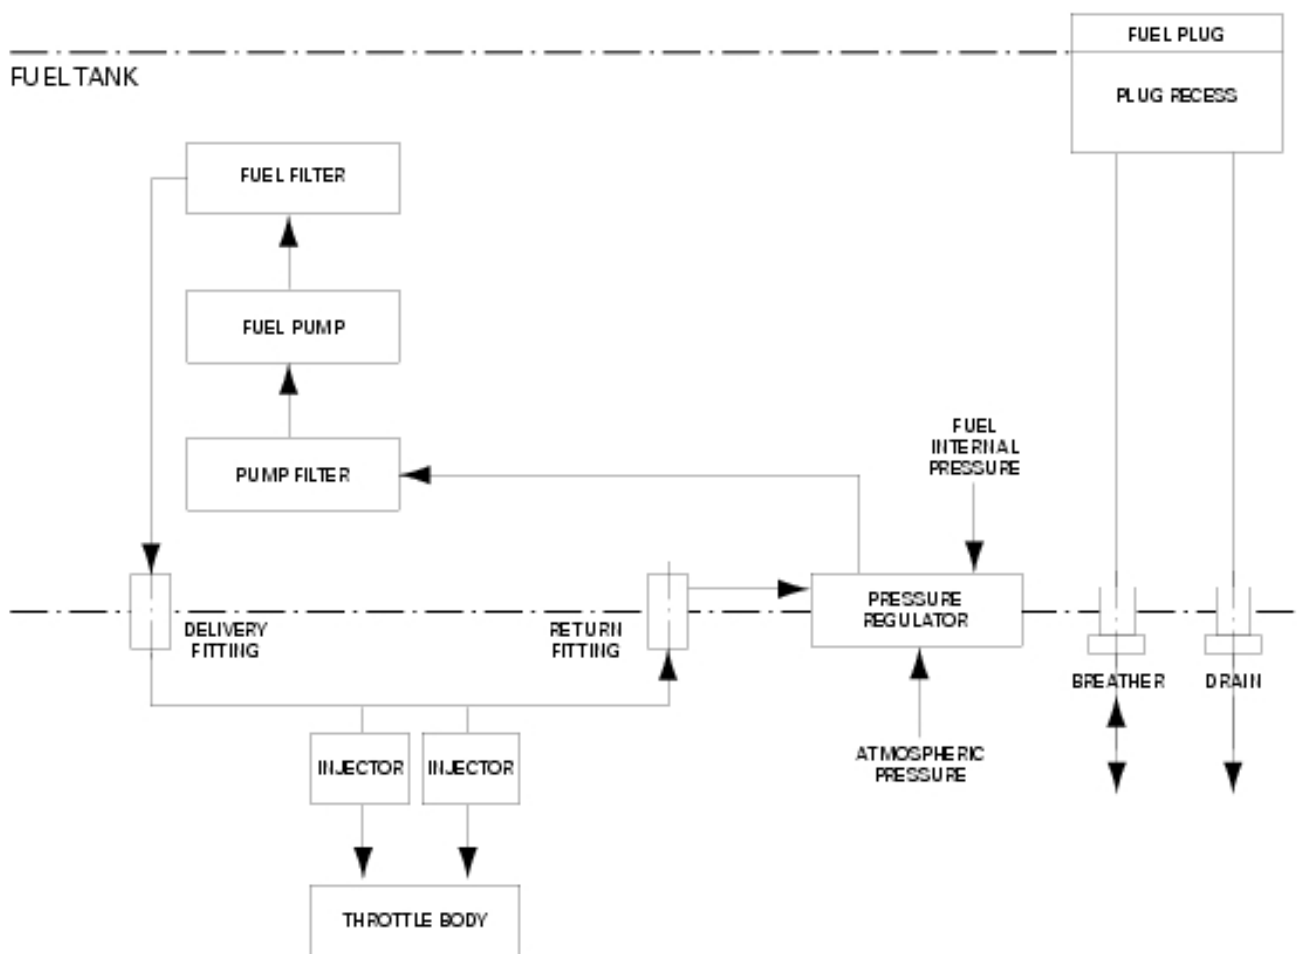 FUEL PLUG
FUEL TANK
PLUG RECESS
FUEL FILTER
FUEL PUMP
FUEL
INTERNAL
PRESSURE
PUMP FILTER
PRESSURE
REGULATOR
DELIVERY
FITTING
RETURN
FITTING
BREATHER
DRAIN
ATMOSPHERIC
PRESSURE
INJECTOR
INJECTOR
THROTTLE BODY